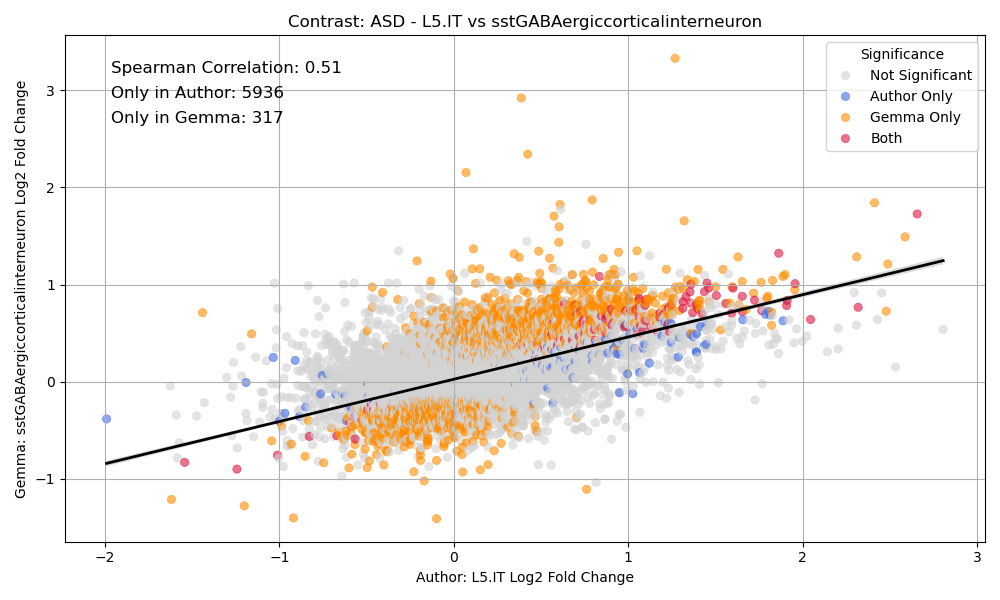 Contrast: ASD - L5.IT vs sstGABAergiccorticalinterneuron
Spearman Correlation: 0.51
Only in Author: 5936
Only in Gemma: 317
Significance
Not Significant
Author Only
Gemma Only
Both
Gemma: sstGABAergiccorticalinterneuron Log2 Fold Change
3
2
1
0
−1
−2
−1
0
1
2
3
Author: L5.IT Log2 Fold Change